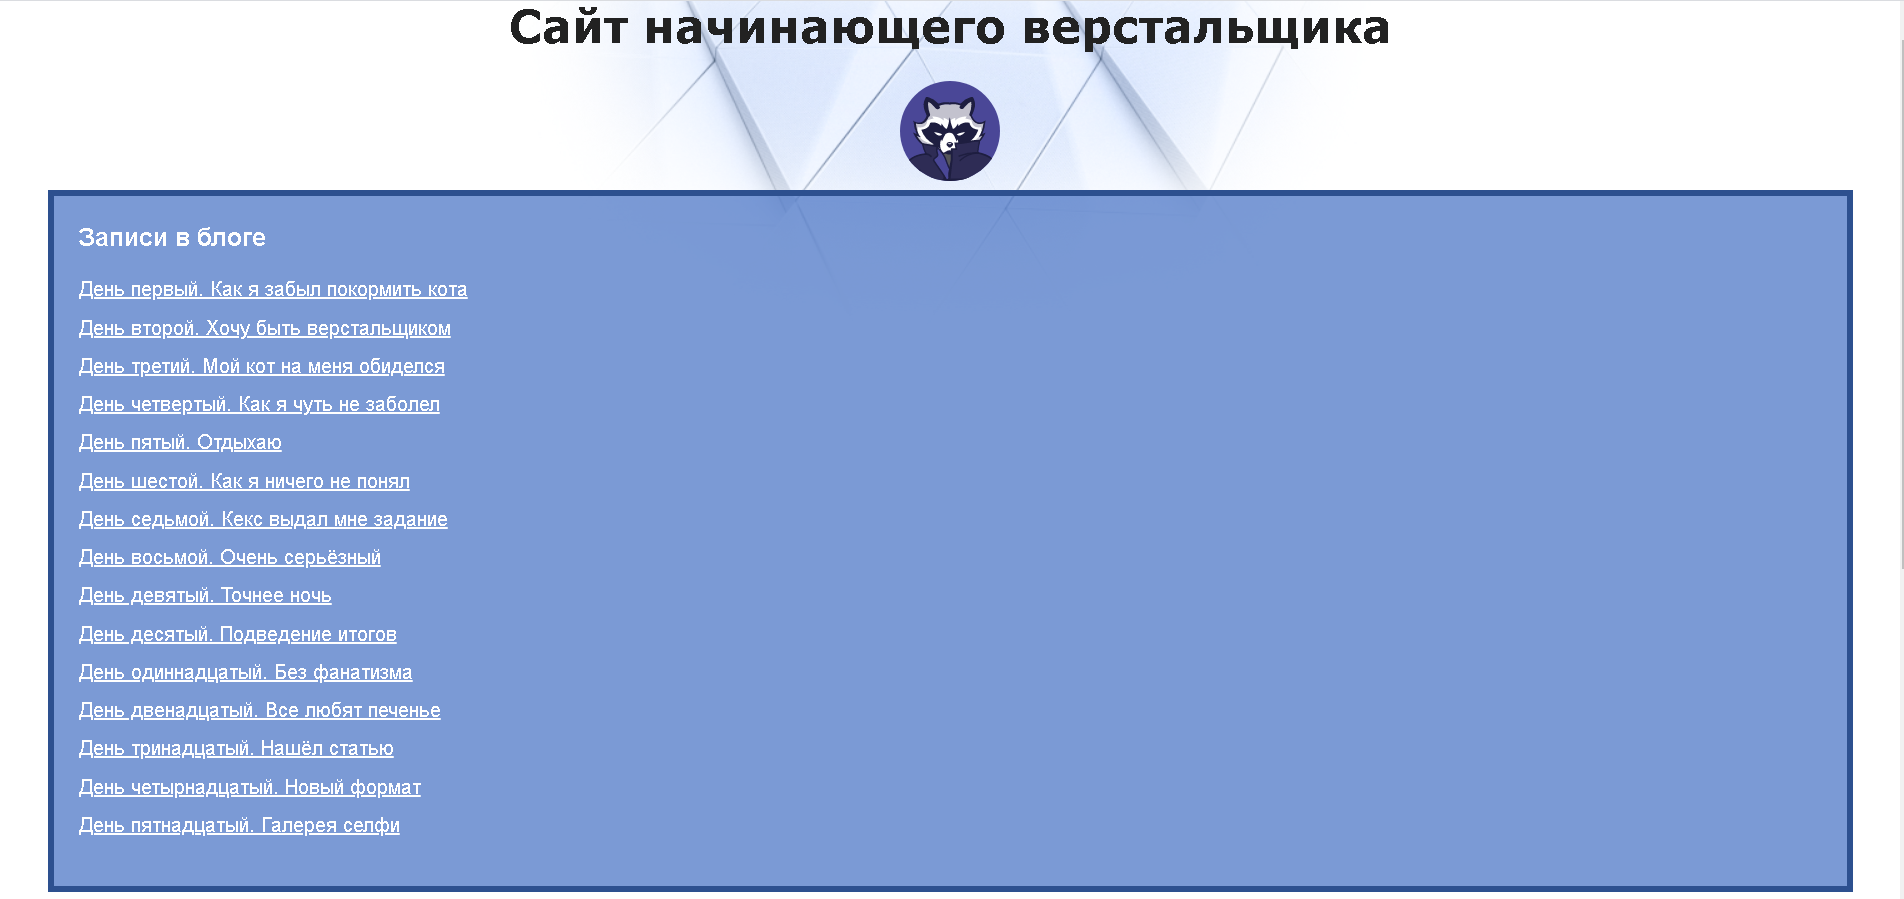 Сайт начинающего верстальщика
Записи в блоге
День первый. Как я забыл покормить кота
День второй. Хочу быть верстальщиком
День третий. Мой кот на меня обиделся
День четвертый. Как я чуть не заболел
День пятый. Отдыхаю
День шестой. Как я ничего не понял
День седьмой. Кекс выдал мне задание
День восьмой. Очень серьёзный
День девятый. Точнее ночь
День десятый. Подведение итогов
День одиннадцатый. Без фанатизма
День двенадцатый. Все любят печенье
День тринадцатый. Нашёл статью
День четырнадцатый. Новый формат
День пятнадцатый. Галерея селфи